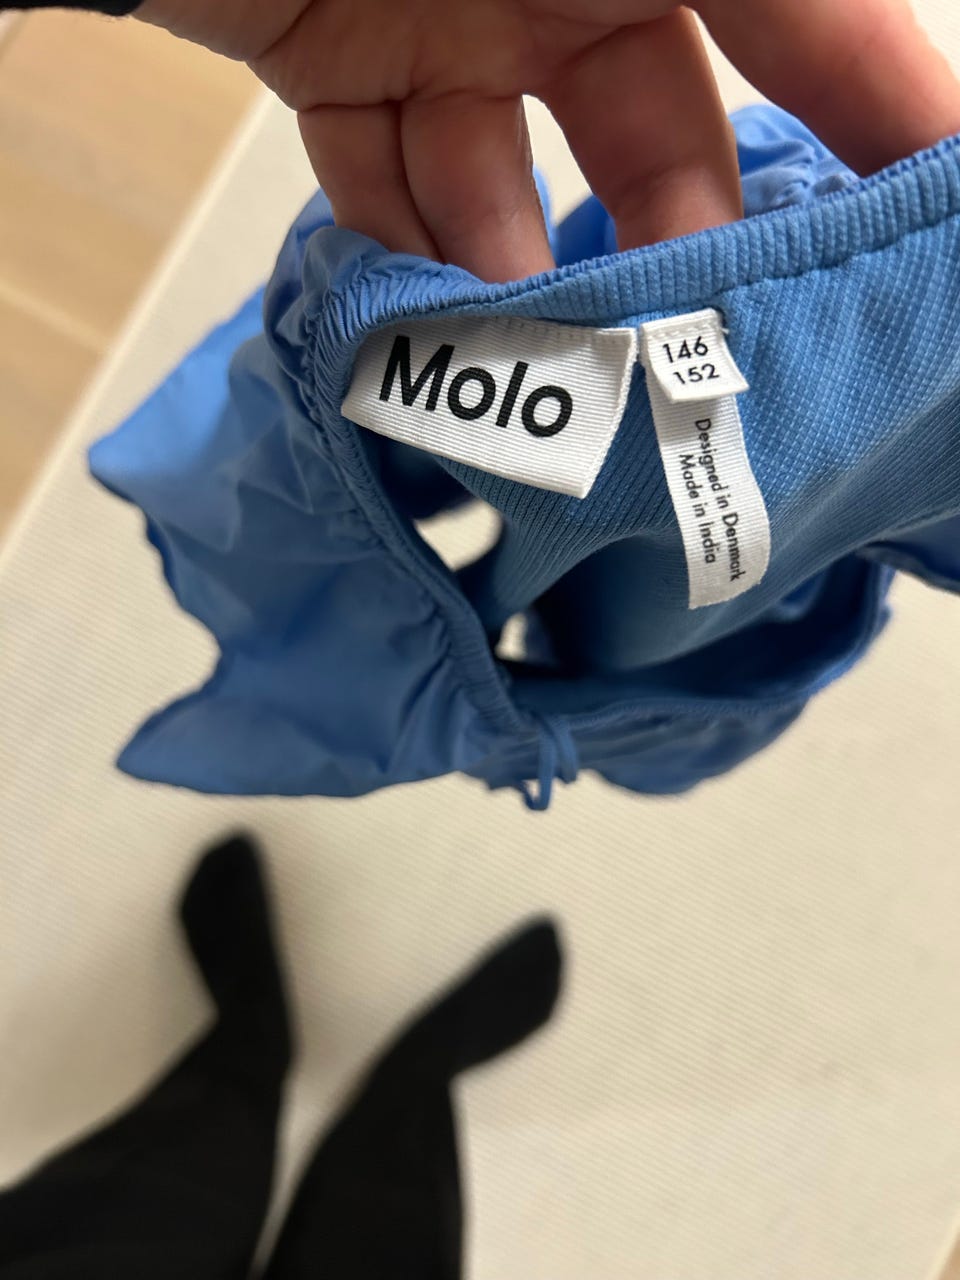 Molo
146
152
Designed in Denmark
Made in India